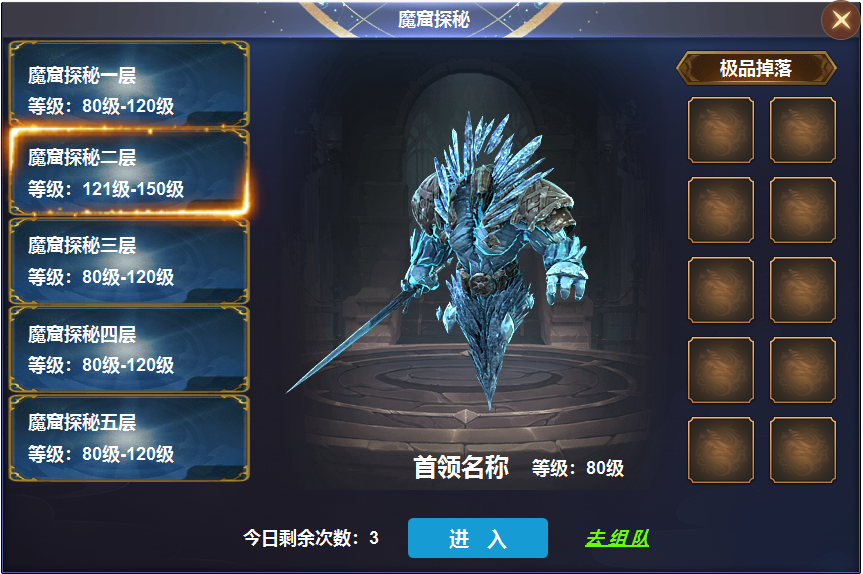 魔窟探秘
魔窟探秘一层
等级：80级-120级
魔窟探秘二层
等级：121级-150级
魔窟探秘三层
等级：80级-120级
魔窟探秘四层
等级：80级-120级
魔窟探秘五层
等级：80级-120级
极品掉落
首领名称 等级：80级
今日剩余次数：3 进 入 去组队